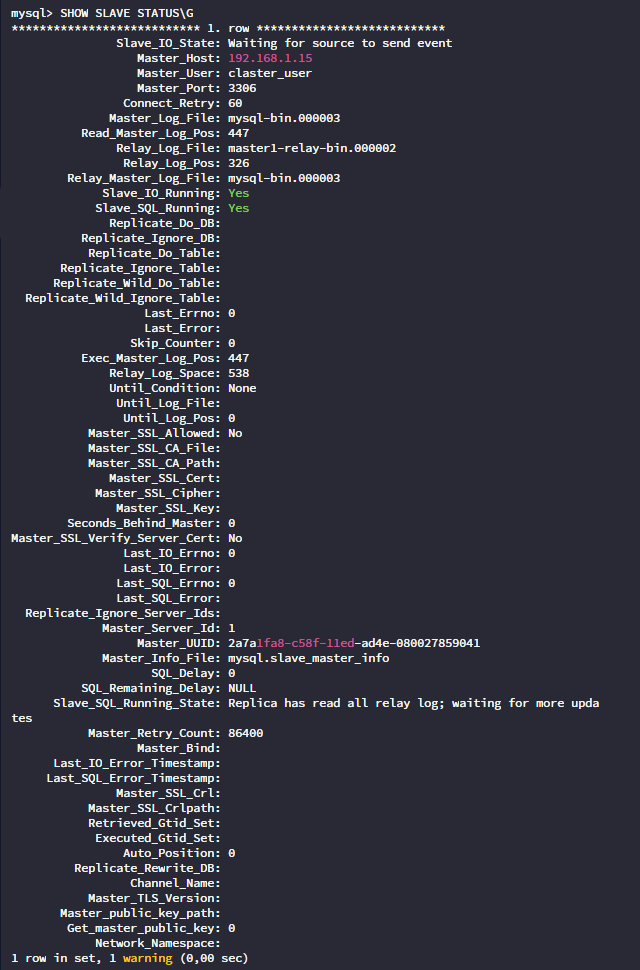 mysql> SHOW SLAVE STATUS\G
*************************** 1. row ***************************
Slave_IO_State: Waiting for source to send event
Master_Host: 192.168.1.15
Master_User: claster_user
Master_Port: 3306
Connect_Retry: 60
Master_Log_File: mysql-bin.000003
Read_Master_Log_Pos: 447
Relay_Log_File: master1-relay-bin.000002
Relay_Log_Pos: 326
Relay_Master_Log_File: mysql-bin.000003
Slave_IO_Running: Yes
Slave_SQL_Running: Yes
Replicate_Do_DB:
Replicate_Ignore_DB:
Replicate_Do_Table:
Replicate_Ignore_Table:
Replicate_Wild_Do_Table:
Replicate_Wild_Ignore_Table:
Last_Errno: 0
Last_Error:
Skip_Counter: 0
Exec_Master_Log_Pos: 447
Relay_Log_Space: 538
Until_Condition: None
Until_Log_File:
Until_Log_Pos: 0
Master_SSL_Allowed: No
Master_SSL_CA_File:
Master_SSL_CA_Path:
Master_SSL_Cert:
Master_SSL_Cipher:
Master_SSL_Key:
Seconds_Behind_Master: 0
Master_SSL_Verify_Server_Cert: No
Last_IO_Errno: 0
Last_IO_Error:
Last_SQL_Errno: 0
Last_SQL_Error:
Replicate_Ignore_Server_Ids:
Master_Server_Id: 1
Master_UUID: 2a7a1fa8-c58f-11ed-ad4e-080027859041
Master_Info_File: mysql.slave_master_info
SQL_Delay: 0
SQL_Remaining_Delay: NULL
Slave_SQL_Running_State: Replica has read all relay log; waiting for more upda
tes
Master_Retry_Count: 86400
Master_Bind:
Last_IO_Error_Timestamp:
Last_SQL_Error_Timestamp:
Master_SSL_Crl:
Master_SSL_Crlpath:
Retrieved_Gtid_Set:
Executed_Gtid_Set:
Auto_Position: 0
Replicate_Rewrite_DB:
Channel_Name:
Master_TLS_Version:
Master_public_key_path:
Get_master_public_key: 0
Network_Namespace:
1 row in set, 1 warning (0,00 sec)